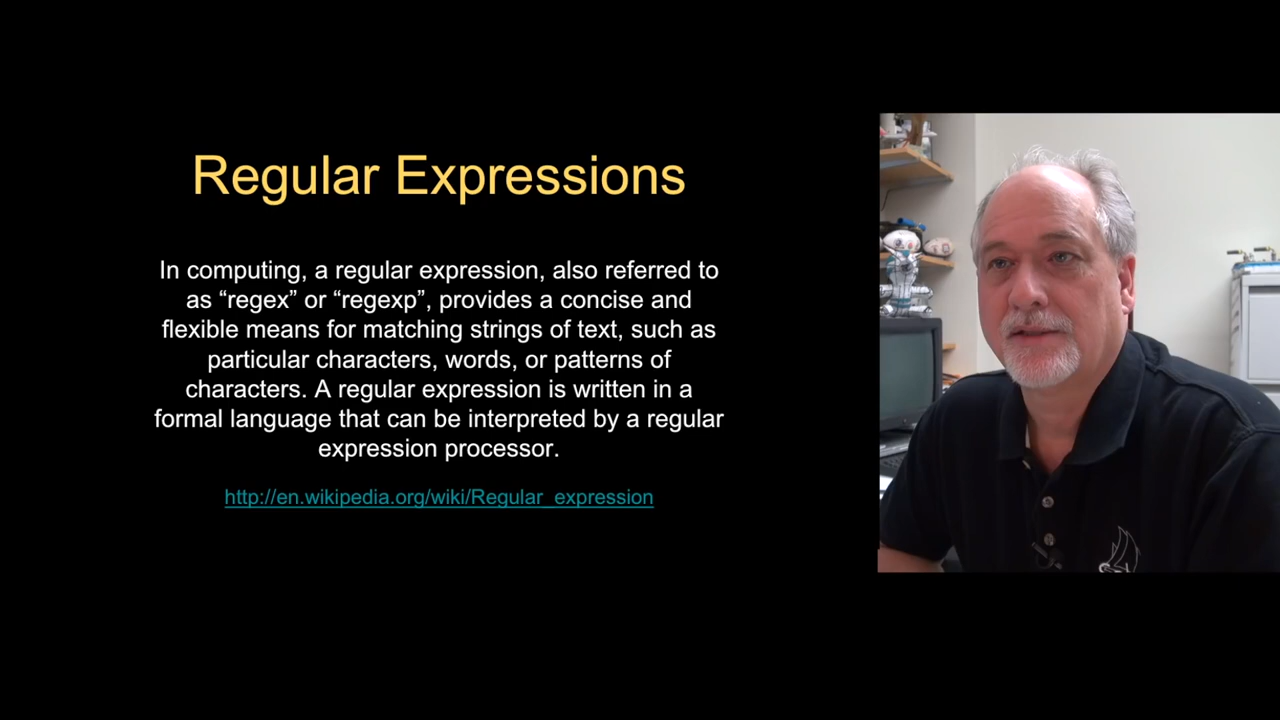 Regular Expressions
In computing, a regular expression, also referred to
as “regex” or “regexp”, provides a concise and
flexible means for matching strings of text, such as
particular characters, words, or patterns of
characters. A regular expression is written in a
formal language that can be interpreted by a regular
expression processor.
http://en.wikipedia.org/wiki/Regular_expression